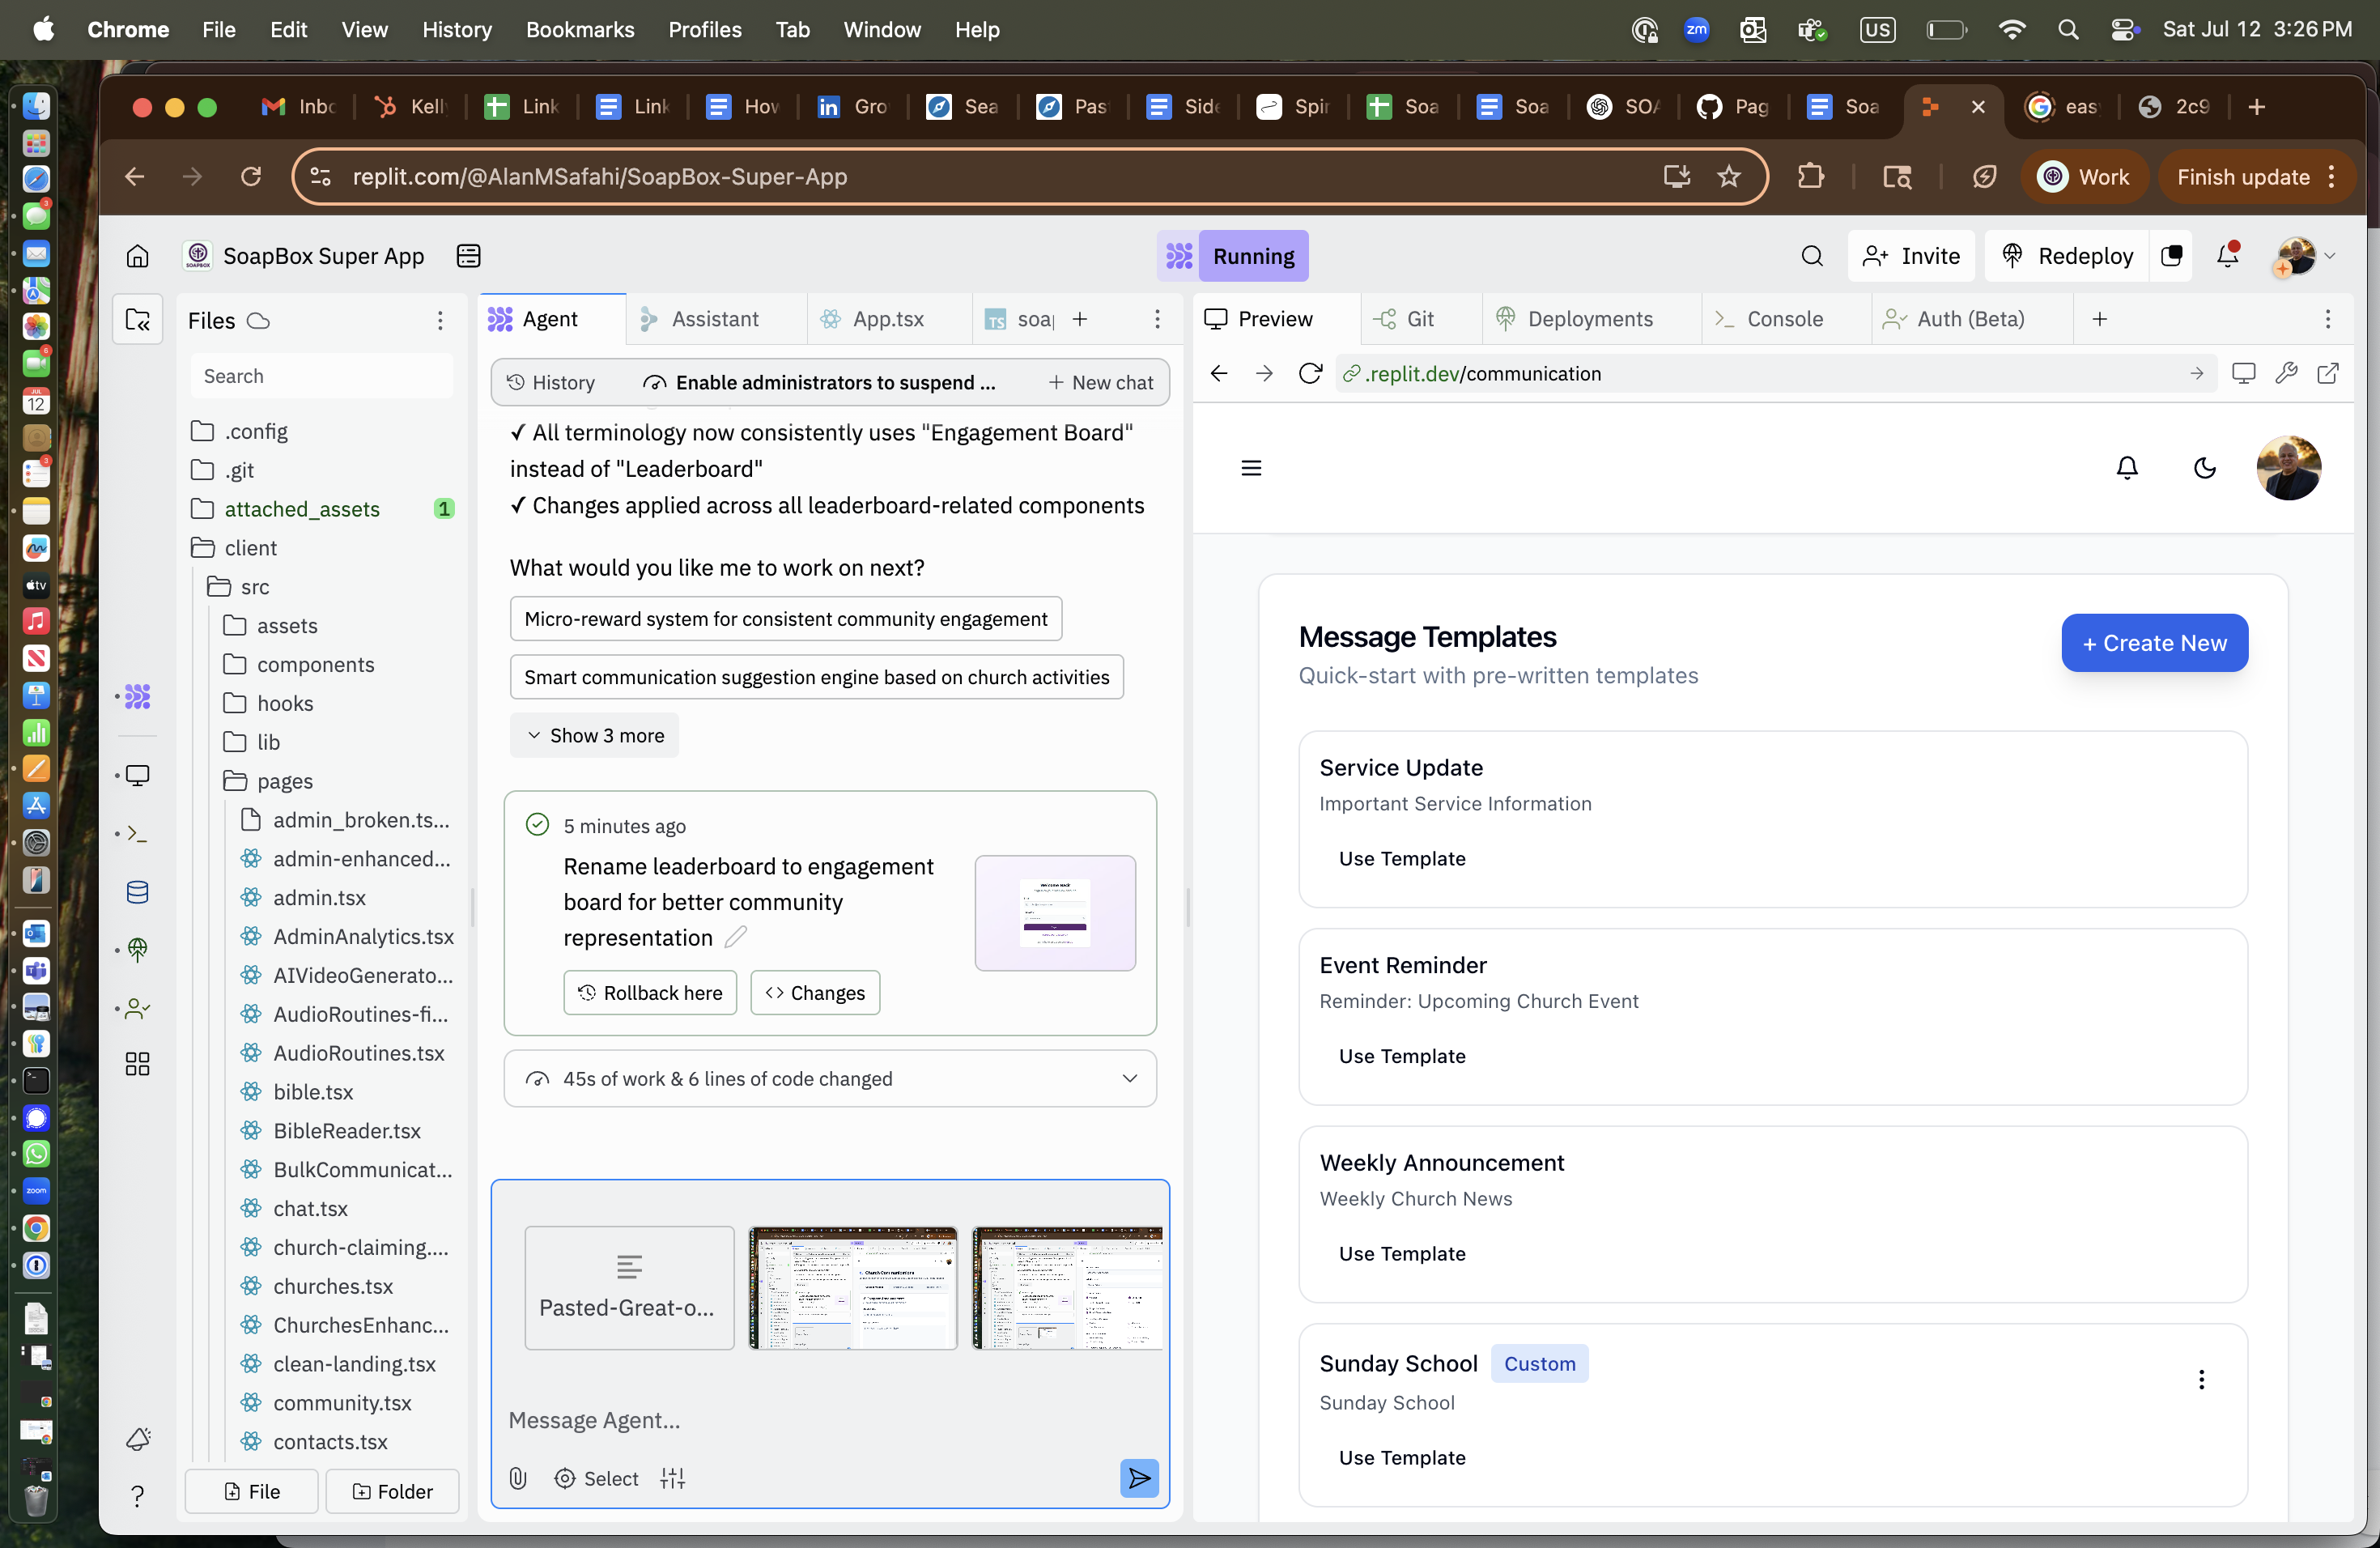 Chrome File Edit View History Bookmarks Profiles Tab Window Help
zm US Sat Jul 12 3:26 PM
Inbo Kelly Link Link How Gro Sea Pas Side Spir Soa Soa SOA Pag Soa eas 2c9
replit.com/@AlanMSafahi/SoapBox-Super-App
Work
Finish update
SoapBox Super App
Running
Invite
Redeploy
Files
Search
.config
.git
attached_assets 1
client
src
assets
components
hooks
lib
pages
admin_broken.ts...
admin-enhanced...
admin.tsx
AdminAnalytics.tsx
AIVideoGenerato...
AudioRoutines-fi...
AudioRoutines.tsx
bible.tsx
BibleReader.tsx
BulkCommunicat...
chat.tsx
church-claiming....
churches.tsx
ChurchesEnhanc...
clean-landing.tsx
community.tsx
contacts.tsx
File
Folder
Agent
Assistant
App.tsx
TS soap
History
Enable administrators to suspend ...
+ New chat
✓ All terminology now consistently uses "Engagement Board"
instead of "Leaderboard"
✓ Changes applied across all leaderboard-related components
What would you like me to work on next?
Micro-reward system for consistent community engagement
Smart communication suggestion engine based on church activities
Show 3 more
5 minutes ago
Rename leaderboard to engagement
board for better community
representation
Rollback here
<> Changes
45s of work & 6 lines of code changed
Pasted-Great-o...
Message Agent...
Select
Preview
Git
Deployments
Console
Auth (Beta)
.replit.dev/communication
Message Templates
Quick-start with pre-written templates
+ Create New
Service Update
Important Service Information
Use Template
Event Reminder
Reminder: Upcoming Church Event
Use Template
Weekly Announcement
Weekly Church News
Use Template
Sunday School Custom
Sunday School
Use Template